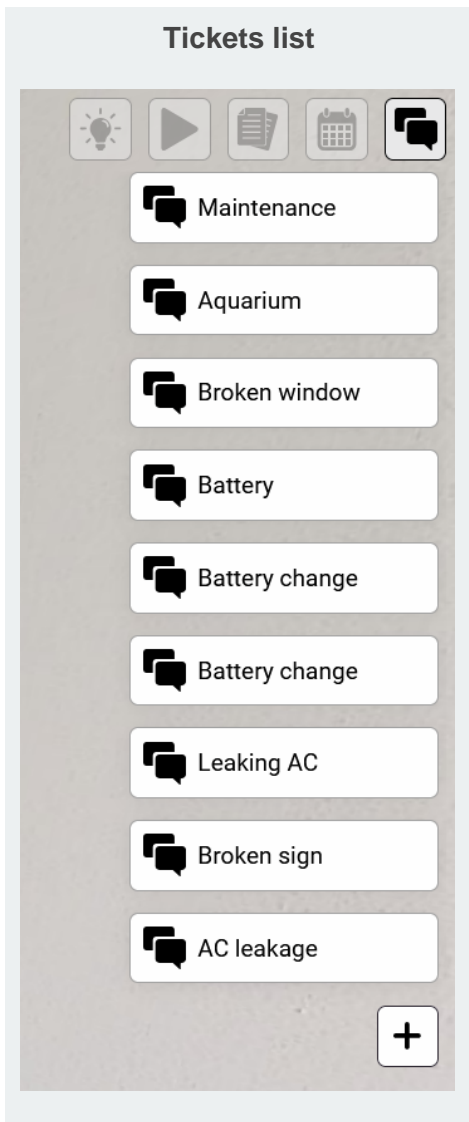 Tickets list
Maintenance
Aquarium
Broken window
Battery
Battery change
Battery change
Leaking AC
Broken sign
AC leakage